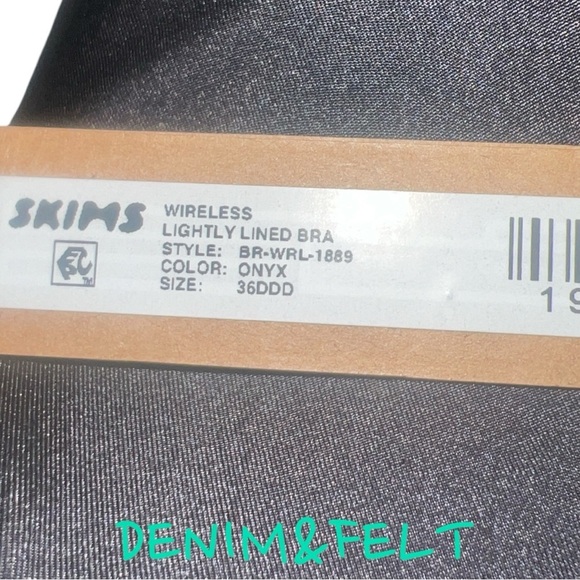 SKIMS
WIRELESS
LIGHTLY LINED BRA
STYLE: BR-WRL-1889
COLOR: ONYX
SIZE: 36DDD
19
DENIM&FELT